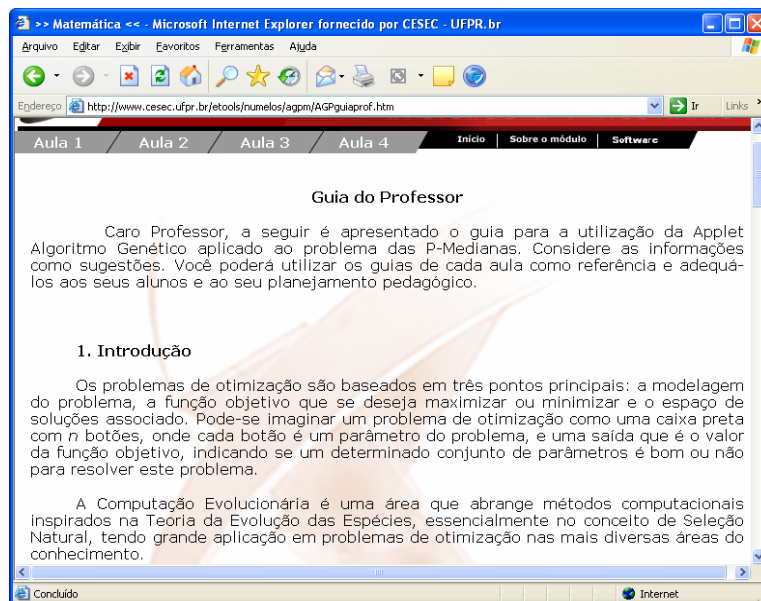 >> Matemática << - Microsoft Internet Explorer fornecido por CESEC - UFPR.br
Arquivo Editar Exibir Favoritos Ferramentas Ajuda
Endereço http://www.cesec.ufpr.br/etools/numelos/agpm/AGPguiaprof.htm Ir Links
Aula 1 Aula 2 Aula 3 Aula 4 Início Sobre o módulo Software
Guia do Professor
Caro Professor, a seguir é apresentado o guia para a utilização da Applet
Algoritmo Genético aplicado ao problema das P-Medianas. Considere as informações
como sugestões. Você poderá utilizar os guias de cada aula como referência e adequá-
los aos seus alunos e ao seu planejamento pedagógico.
1. Introdução
Os problemas de otimização são baseados em três pontos principais: a modelagem
do problema, a função objetivo que se deseja maximizar ou minimizar e o espaço de
soluções associado. Pode-se imaginar um problema de otimização como uma caixa preta
com n botões, onde cada botão é um parâmetro do problema, e uma saída que é o valor
da função objetivo, indicando se um determinado conjunto de parâmetros é bom ou não
para resolver este problema.
A Computação Evolucionária é uma área que abrange métodos computacionais
inspirados na Teoria da Evolução das Espécies, essencialmente no conceito de Seleção
Natural, tendo grande aplicação em problemas de otimização nas mais diversas áreas do
conhecimento.
Concluído Internet